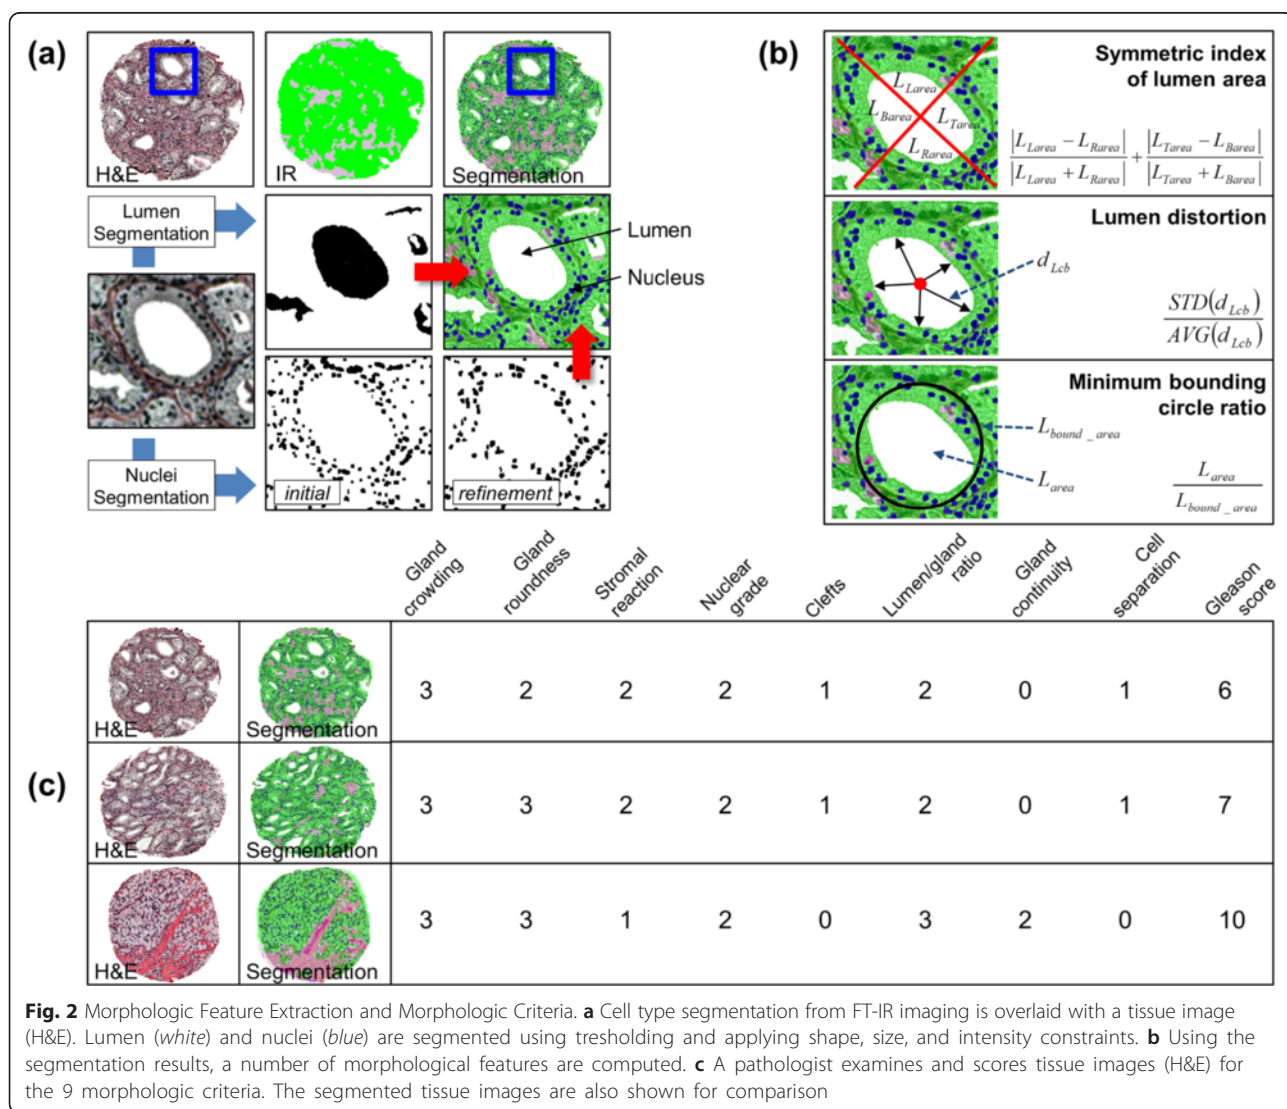 (a)
H&E
IR
Segmentation
Lumen
Segmentation
Lumen
Nucleus
Nuclei
Segmentation
initial
refinement
(b)
L_Larea
L_Barea
L_Tarea
L_Rarea
Symmetric index
of lumen area
|L_Larea − L_Rarea| / |L_Larea + L_Rarea| + |L_Tarea − L_Barea| / |L_Tarea + L_Barea|
Lumen distortion
d_Lcb
STD(d_Lcb) / AVG(d_Lcb)
Minimum bounding
circle ratio
L_bound_area
L_area
L_area / L_bound_area
Gland
crowding
Gland
roundness
Stromal
reaction
Nuclear
grade
Clefts
Lumen/gland
ratio
Gland
continuity
Cell
separation
Gleason
score
(c)
H&E Segmentation 3 2 2 2 1 2 0 1 6
H&E Segmentation 3 3 2 2 1 2 0 1 7
H&E Segmentation 3 3 1 2 0 3 2 0 10
Fig. 2 Morphologic Feature Extraction and Morphologic Criteria. a Cell type segmentation from FT-IR imaging is overlaid with a tissue image
(H&E). Lumen (white) and nuclei (blue) are segmented using tresholding and applying shape, size, and intensity constraints. b Using the
segmentation results, a number of morphological features are computed. c A pathologist examines and scores tissue images (H&E) for
the 9 morphologic criteria. The segmented tissue images are also shown for comparison